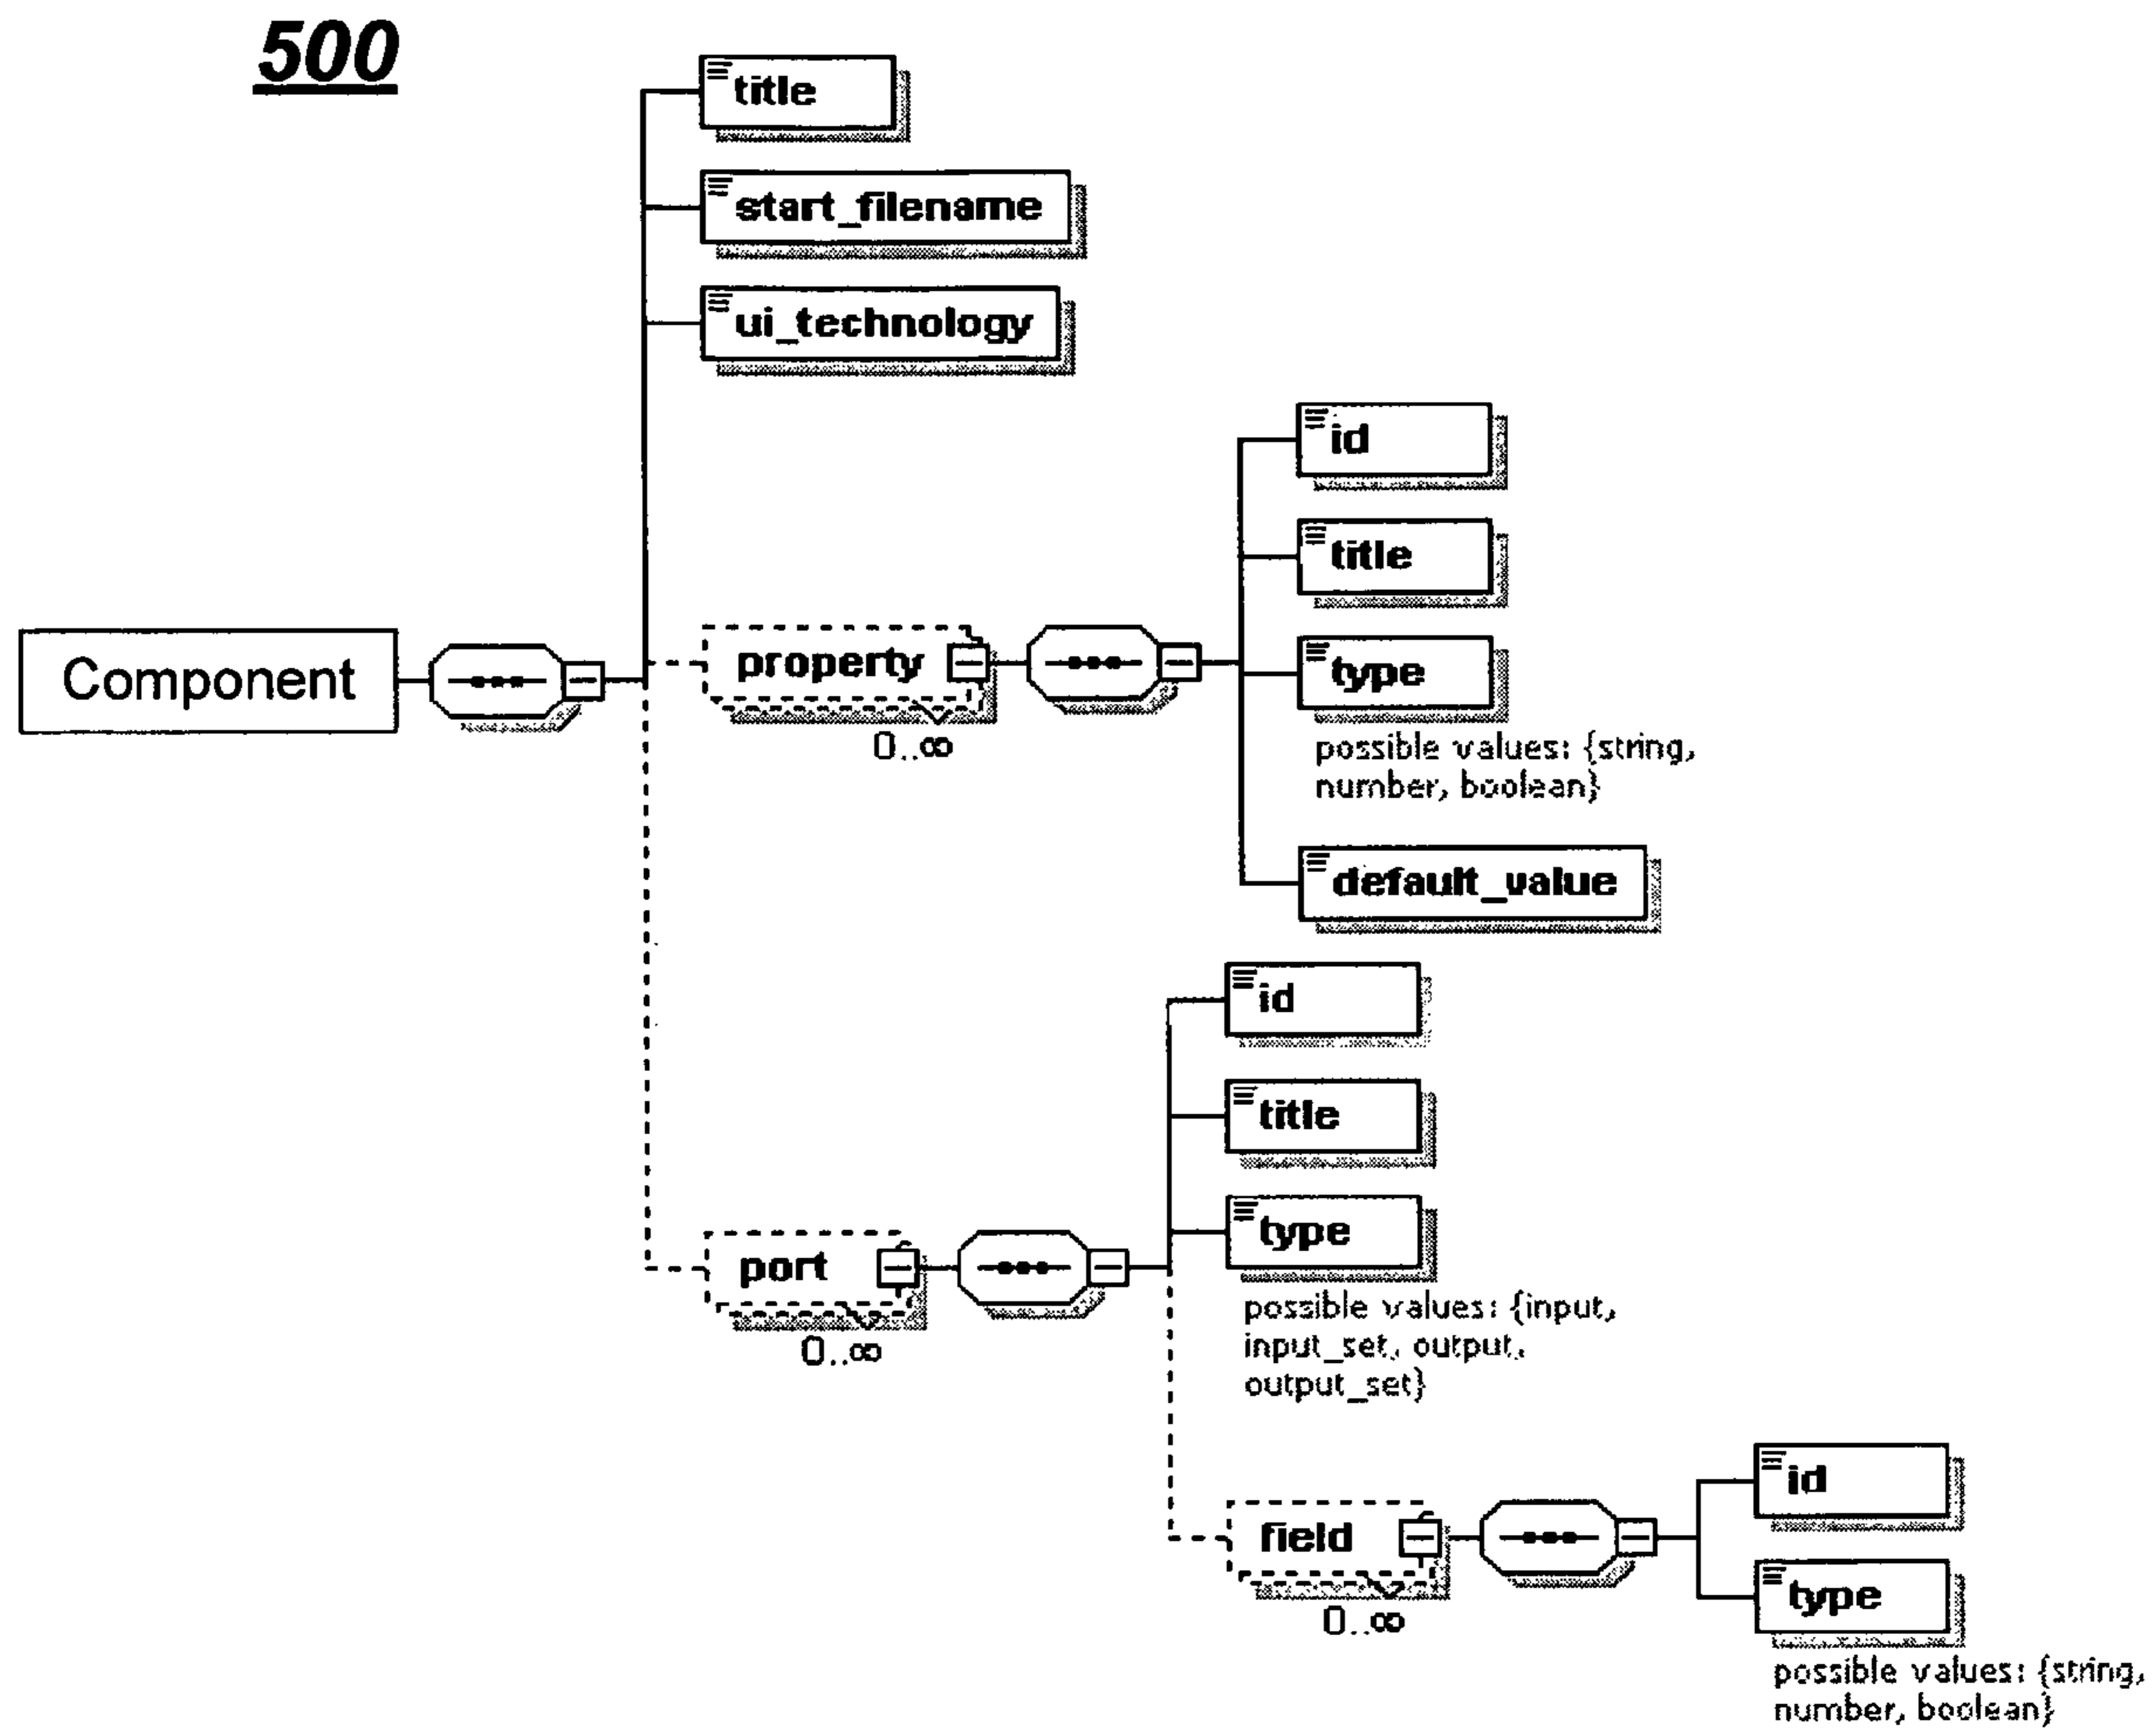 500
title
start_filename
ui_technology
id
title
type
possible values: {string,
number, boolean}
default_value
Component
property
0..∞
id
title
type
possible values: {input,
input_set, output,
output_set}
port
0..∞
field
0..∞
id
type
possible values: {string,
number, boolean}